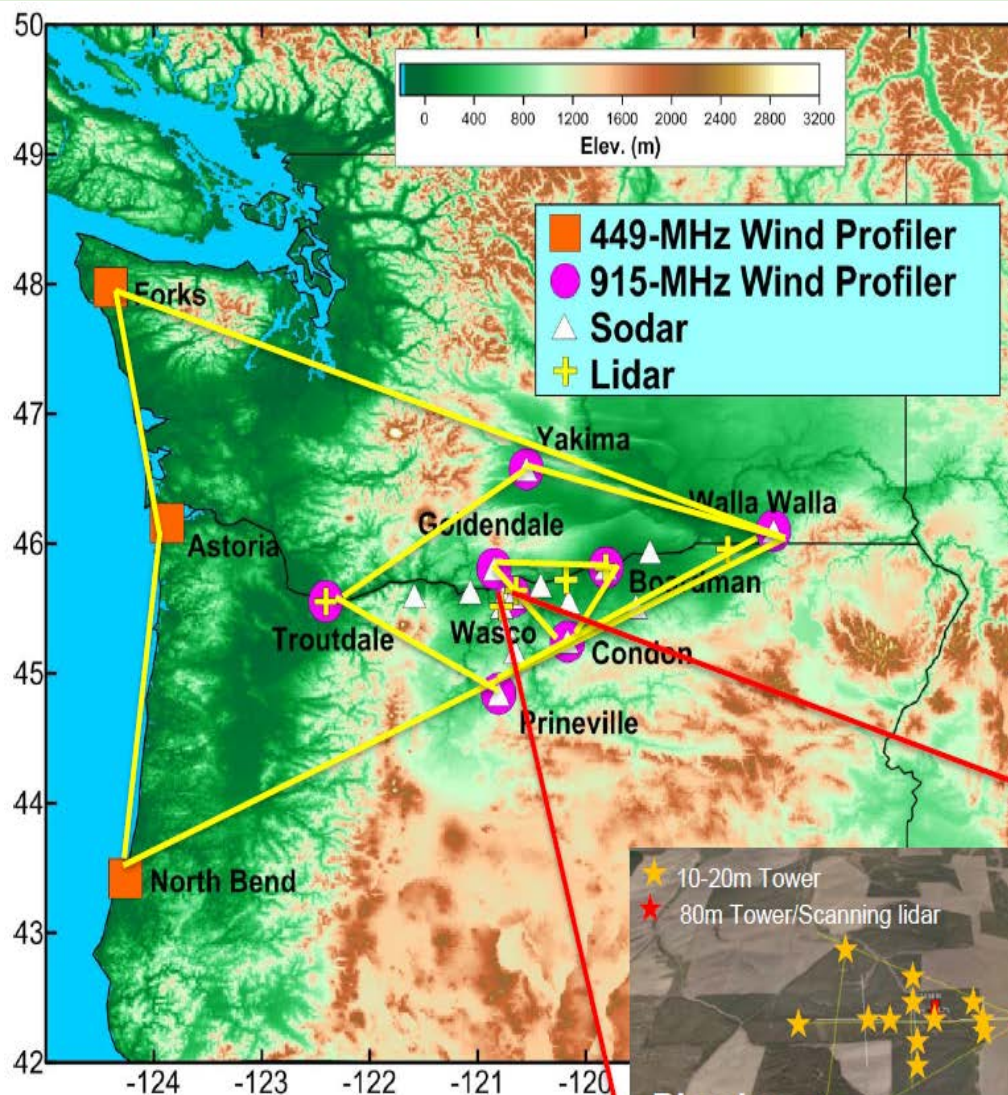 50
49
48
47
46
45
44
43
42
0 400 800 1200 1600 2000 2400 2800 3200
Elev. (m)
449-MHz Wind Profiler
915-MHz Wind Profiler
Sodar
Lidar
Forks
Yakima
Walla Walla
Goldendale
Astoria
Boardman
Troutdale
Wasco
Condon
Prineville
North Bend
10-20m Tower
80m Tower/Scanning lidar
-124 -123 -122 -121 -120